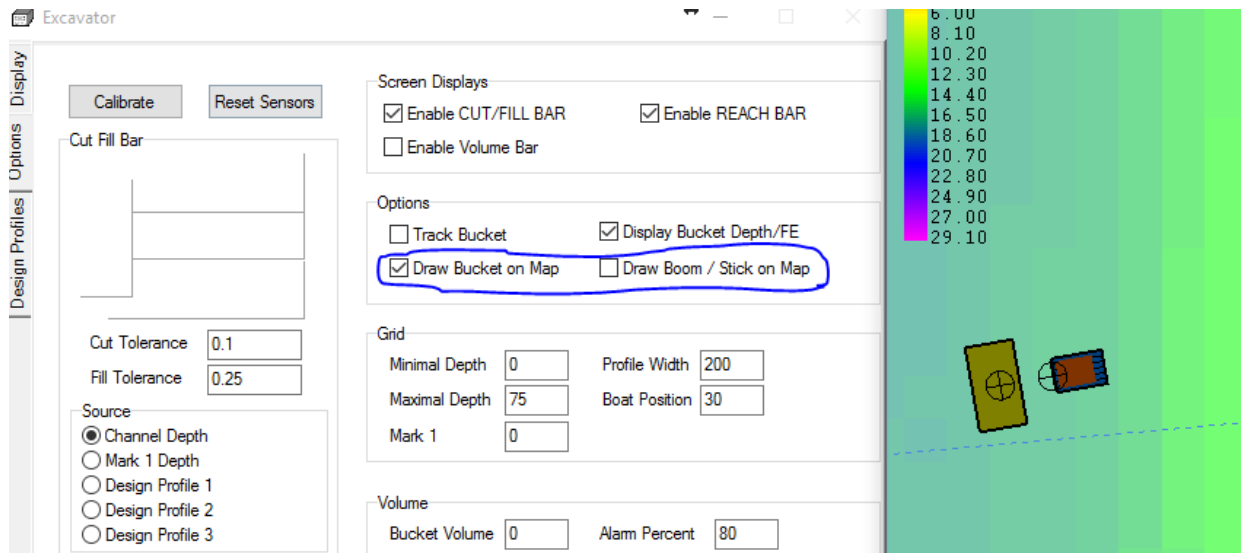 Excavator
Display
Options
Design Profiles
Calibrate
Reset Sensors
Cut Fill Bar
Cut Tolerance 0.1
Fill Tolerance 0.25
Source
Channel Depth
Mark 1 Depth
Design Profile 1
Design Profile 2
Design Profile 3
Screen Displays
Enable CUT/FILL BAR Enable REACH BAR
Enable Volume Bar
Options
Track Bucket Display Bucket Depth/FE
Draw Bucket on Map Draw Boom / Stick on Map
Grid
Minimal Depth 0 Profile Width 200
Maximal Depth 75 Boat Position 30
Mark 1 0
Volume
Bucket Volume 0 Alarm Percent 80
6.00
8.10
10.20
12.30
14.40
16.50
18.60
20.70
22.80
24.90
27.00
29.10